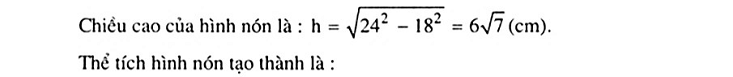 Chiều cao của hình nón là : h = √(24² − 18²) = 6√7 (cm).
Thể tích hình nón tạo thành là :